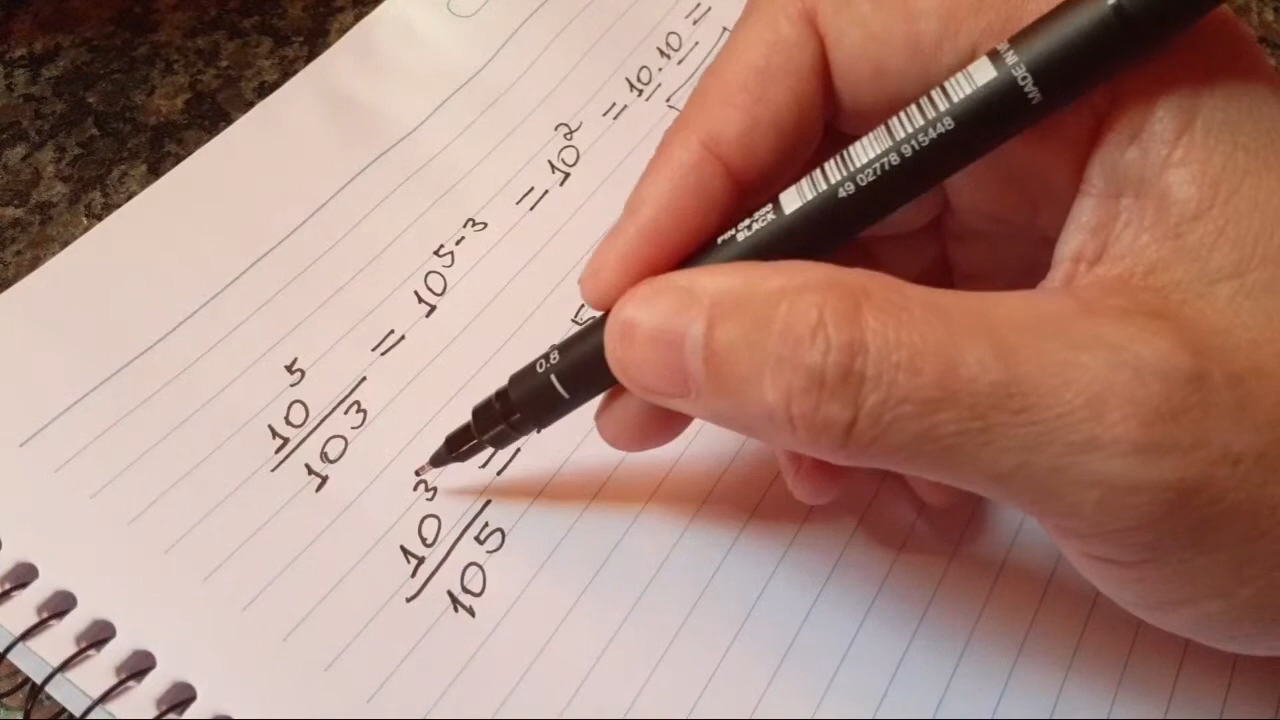 10⁵/10³ = 10⁵⁻³ = 10² = 10.10 =
10³/10⁵ = 5
0.8
PIN 08-200
BLACK
49 02778 915448
MADE IN